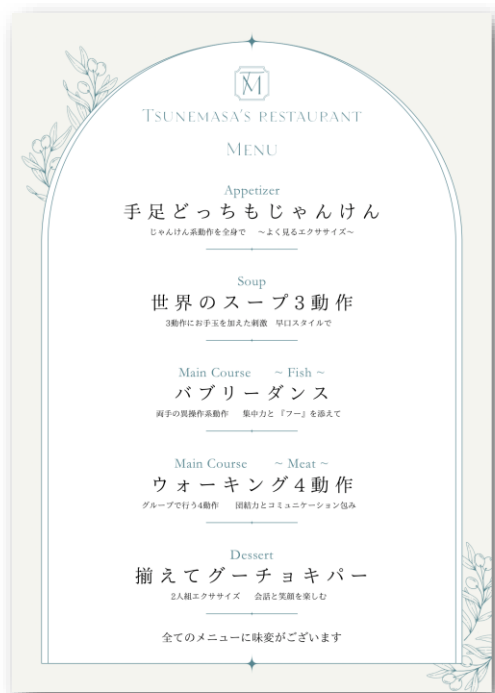 TM
TSUNEMASA'S RESTAURANT
MENU
Appetizer
手足どっちもじゃんけん
じゃんけん系動作を全身で　～よく見るエクササイズ～
Soup
世界のスープ3動作
3動作にお手玉を加えた刺激　早口スタイルで
Main Course　～ Fish ～
バブリーダンス
両手の異操作系動作　集中力と『フー』を添えて
Main Course　～ Meat ～
ウォーキング4動作
グループで行う4動作　団結力とコミュニケーション包み
Dessert
揃えてグーチョキパー
2人組エクササイズ　会話と笑顔を楽しむ
全てのメニューに味変がございます